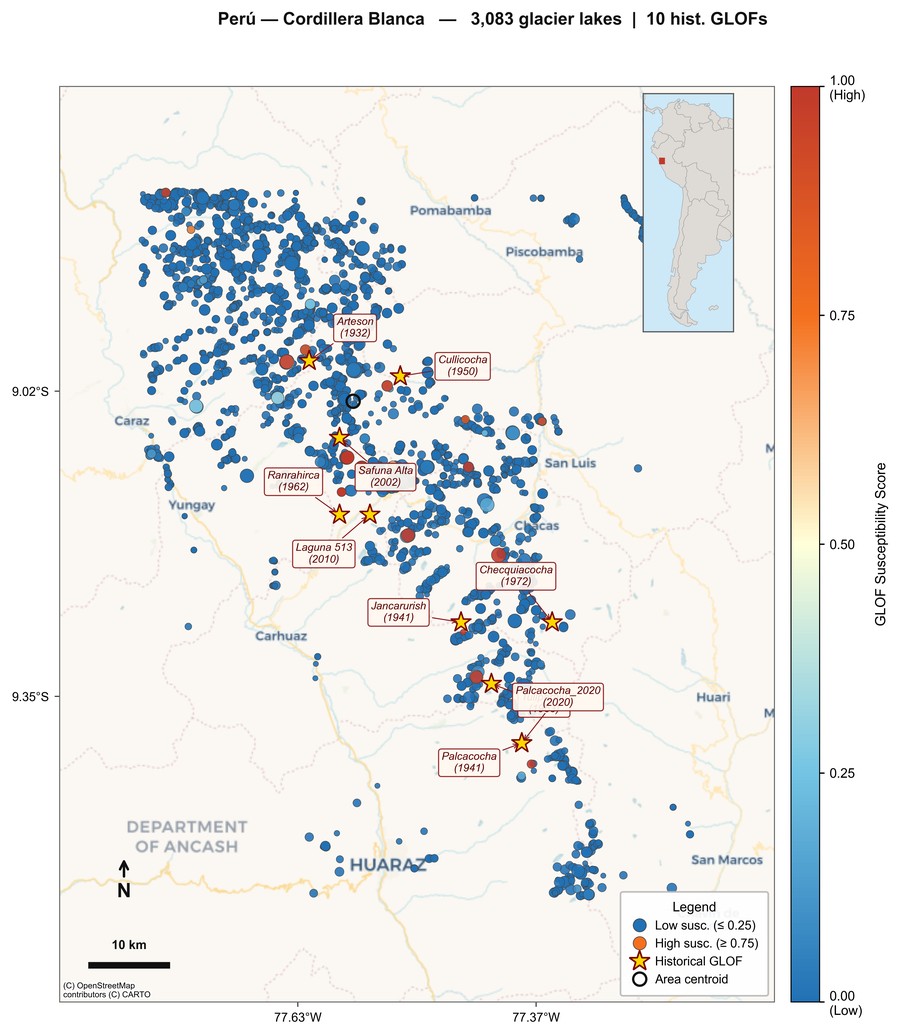 Perú — Cordillera Blanca — 3,083 glacier lakes | 10 hist. GLOFs
1.00
(High)
Pomabamba
Piscobamba
0.75
Arteson
(1932)
Cullicocha
(1950)
9.02°S
Caraz
San Luis
Ranrahirca
(1962)
Safuna Alta
(2002)
Yungay
Chacas
0.50
GLOF Susceptibility Score
Laguna 513
(2010)
Checquiacocha
(1972)
Jancarurish
(1941)
Carhuaz
9.35°S
Palcacocha_2020
(2020)
Huari
M
Palcacocha
(1941)
0.25
DEPARTMENT
OF ANCASH
HUARAZ
San Marcos
N
Legend
Low susc. (≤ 0.25)
High susc. (≥ 0.75)
Historical GLOF
Area centroid
10 km
(C) OpenStreetMap
contributors (C) CARTO
0.00
(Low)
77.63°W
77.37°W